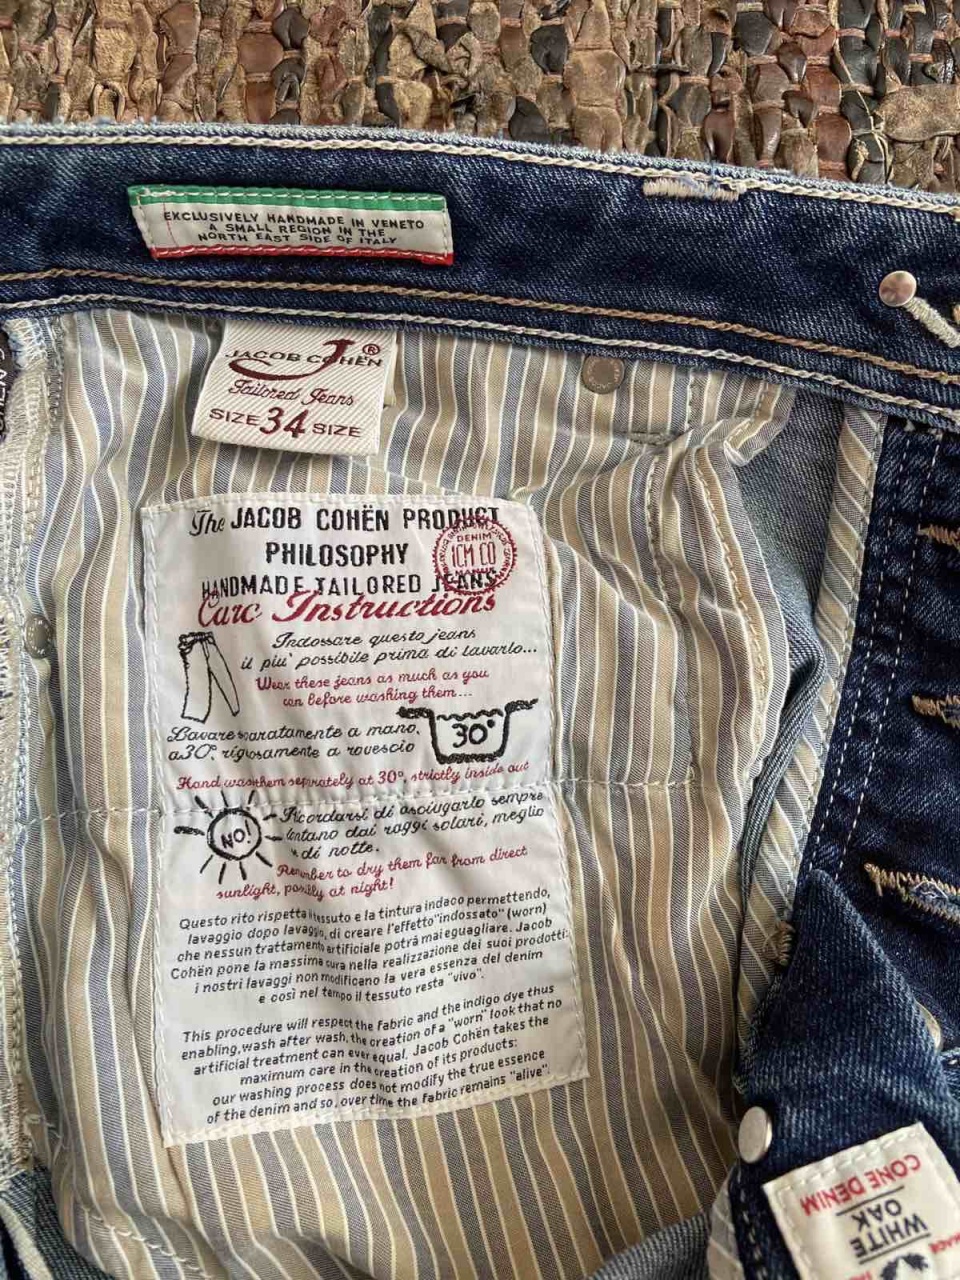 EXCLUSIVELY HANDMADE IN VENETO
A SMALL REGION IN THE
NORTH EAST SIDE OF ITALY
JACOB COHËN ®
Tailored Jeans
SIZE 34 SIZE
The JACOB COHËN PRODUCT
PHILOSOPHY
HANDMADE TAILORED JEANS
DENIM
Care Instructions
Indossare questo jeans
il piu' possibile prima di lavarlo...
Wear these jeans as much as you
can before washing them...
Lavare separatamente a mano,
a 30°, rigosamente a rovescio
30°
Hand wash them separately at 30°, strictly inside out
NO!
Ricordarsi di asciugarlo sempre
lontano dai raggi solari, meglio
di notte.
Remember to dry them far from direct
sunlight, possibly at night!
Questo rito rispetta il tessuto e la tintura indaco permettendo,
lavaggio dopo lavaggio, di creare l'effetto "indossato" (worn)
che nessun trattamento artificiale potrà mai eguagliare. Jacob
Cohën pone la massima cura nella realizzazione dei suoi prodotti:
i nostri lavaggi non modificano la vera essenza del denim
e così nel tempo il tessuto resta "vivo".
This procedure will respect the fabric and the indigo dye thus
enabling, wash after wash, the creation of a "worn" look that no
artificial treatment can ever equal. Jacob Cohën takes the
maximum care in the creation of its products:
our washing process does not modify the true essence
of the denim and so, over time the fabric remains "alive".
CONE DENIM
WHITE
OAK